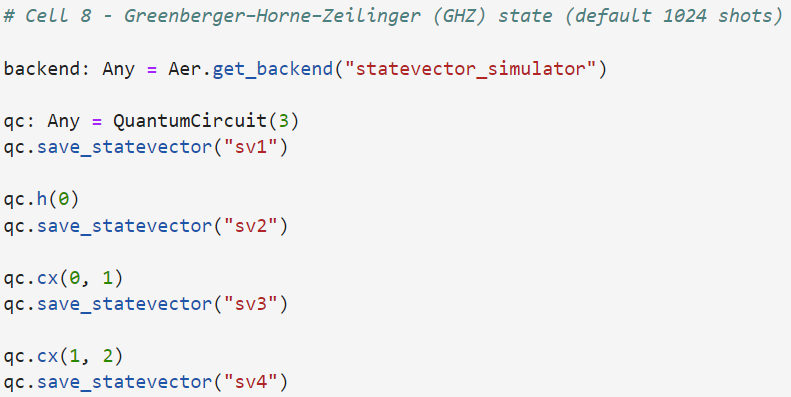 # Cell 8 - Greenberger–Horne–Zeilinger (GHZ) state (default 1024 shots)
backend: Any = Aer.get_backend("statevector_simulator")
qc: Any = QuantumCircuit(3)
qc.save_statevector("sv1")
qc.h(0)
qc.save_statevector("sv2")
qc.cx(0, 1)
qc.save_statevector("sv3")
qc.cx(1, 2)
qc.save_statevector("sv4")